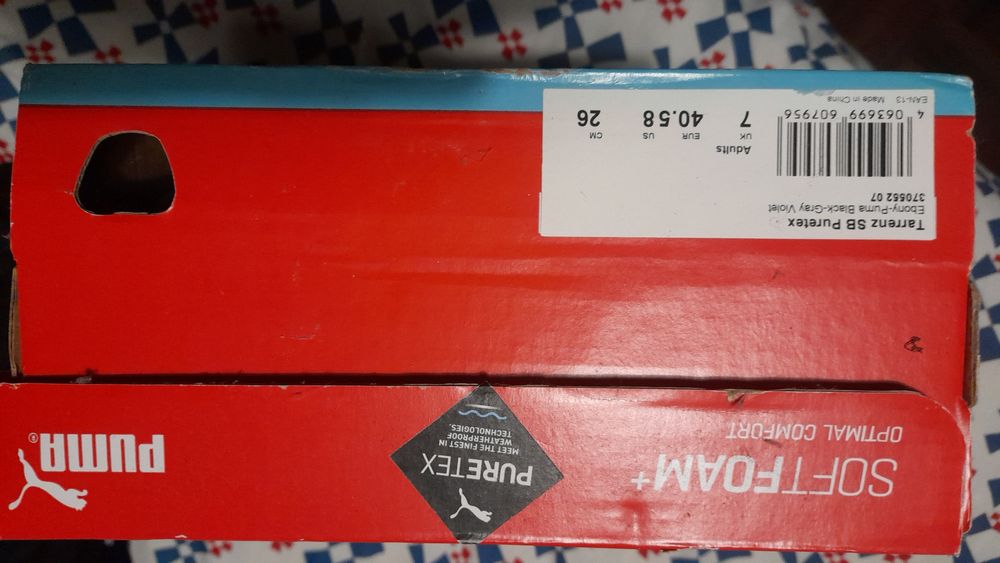 SOFTFOAM+
OPTIMAL COMFORT
PURETEX
MEET THE FINEST IN
WEATHERPROOF
TECHNOLOGIES.
PUMA®
Tarrenz SB Puretex
Ebony-Puma Black-Gray Violet
370552 07
Adults
UK EUR US CM
7 40.5 8 26
4 063699 607956
EAN-13 Made in China